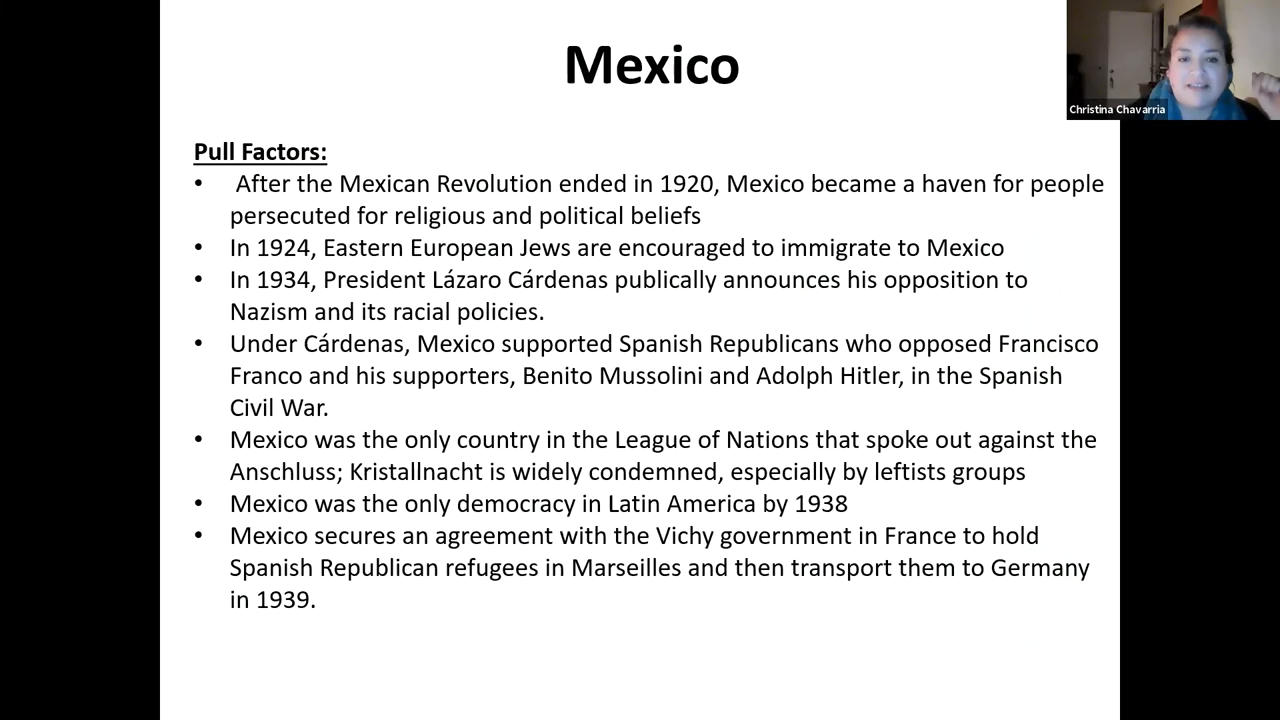 Mexico
Christina Chavarria
Pull Factors:
• After the Mexican Revolution ended in 1920, Mexico became a haven for people
persecuted for religious and political beliefs
• In 1924, Eastern European Jews are encouraged to immigrate to Mexico
• In 1934, President Lázaro Cárdenas publically announces his opposition to
Nazism and its racial policies.
• Under Cárdenas, Mexico supported Spanish Republicans who opposed Francisco
Franco and his supporters, Benito Mussolini and Adolph Hitler, in the Spanish
Civil War.
• Mexico was the only country in the League of Nations that spoke out against the
Anschluss; Kristallnacht is widely condemned, especially by leftists groups
• Mexico was the only democracy in Latin America by 1938
• Mexico secures an agreement with the Vichy government in France to hold
Spanish Republican refugees in Marseilles and then transport them to Germany
in 1939.